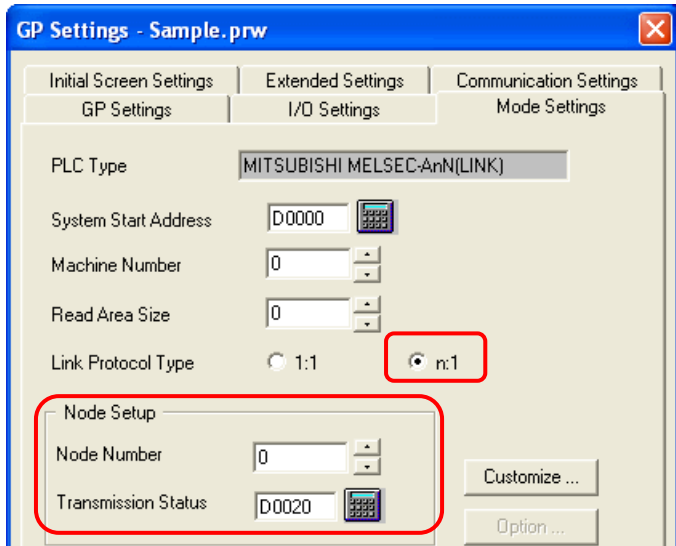 GP Settings - Sample.prw
Initial Screen Settings Extended Settings Communication Settings
GP Settings I/O Settings Mode Settings
PLC Type MITSUBISHI MELSEC-AnN(LINK)
System Start Address D0000
Machine Number 0
Read Area Size 0
Link Protocol Type 1:1 n:1
Node Setup
Node Number 0
Customize ...
Transmission Status D0020
Option ...